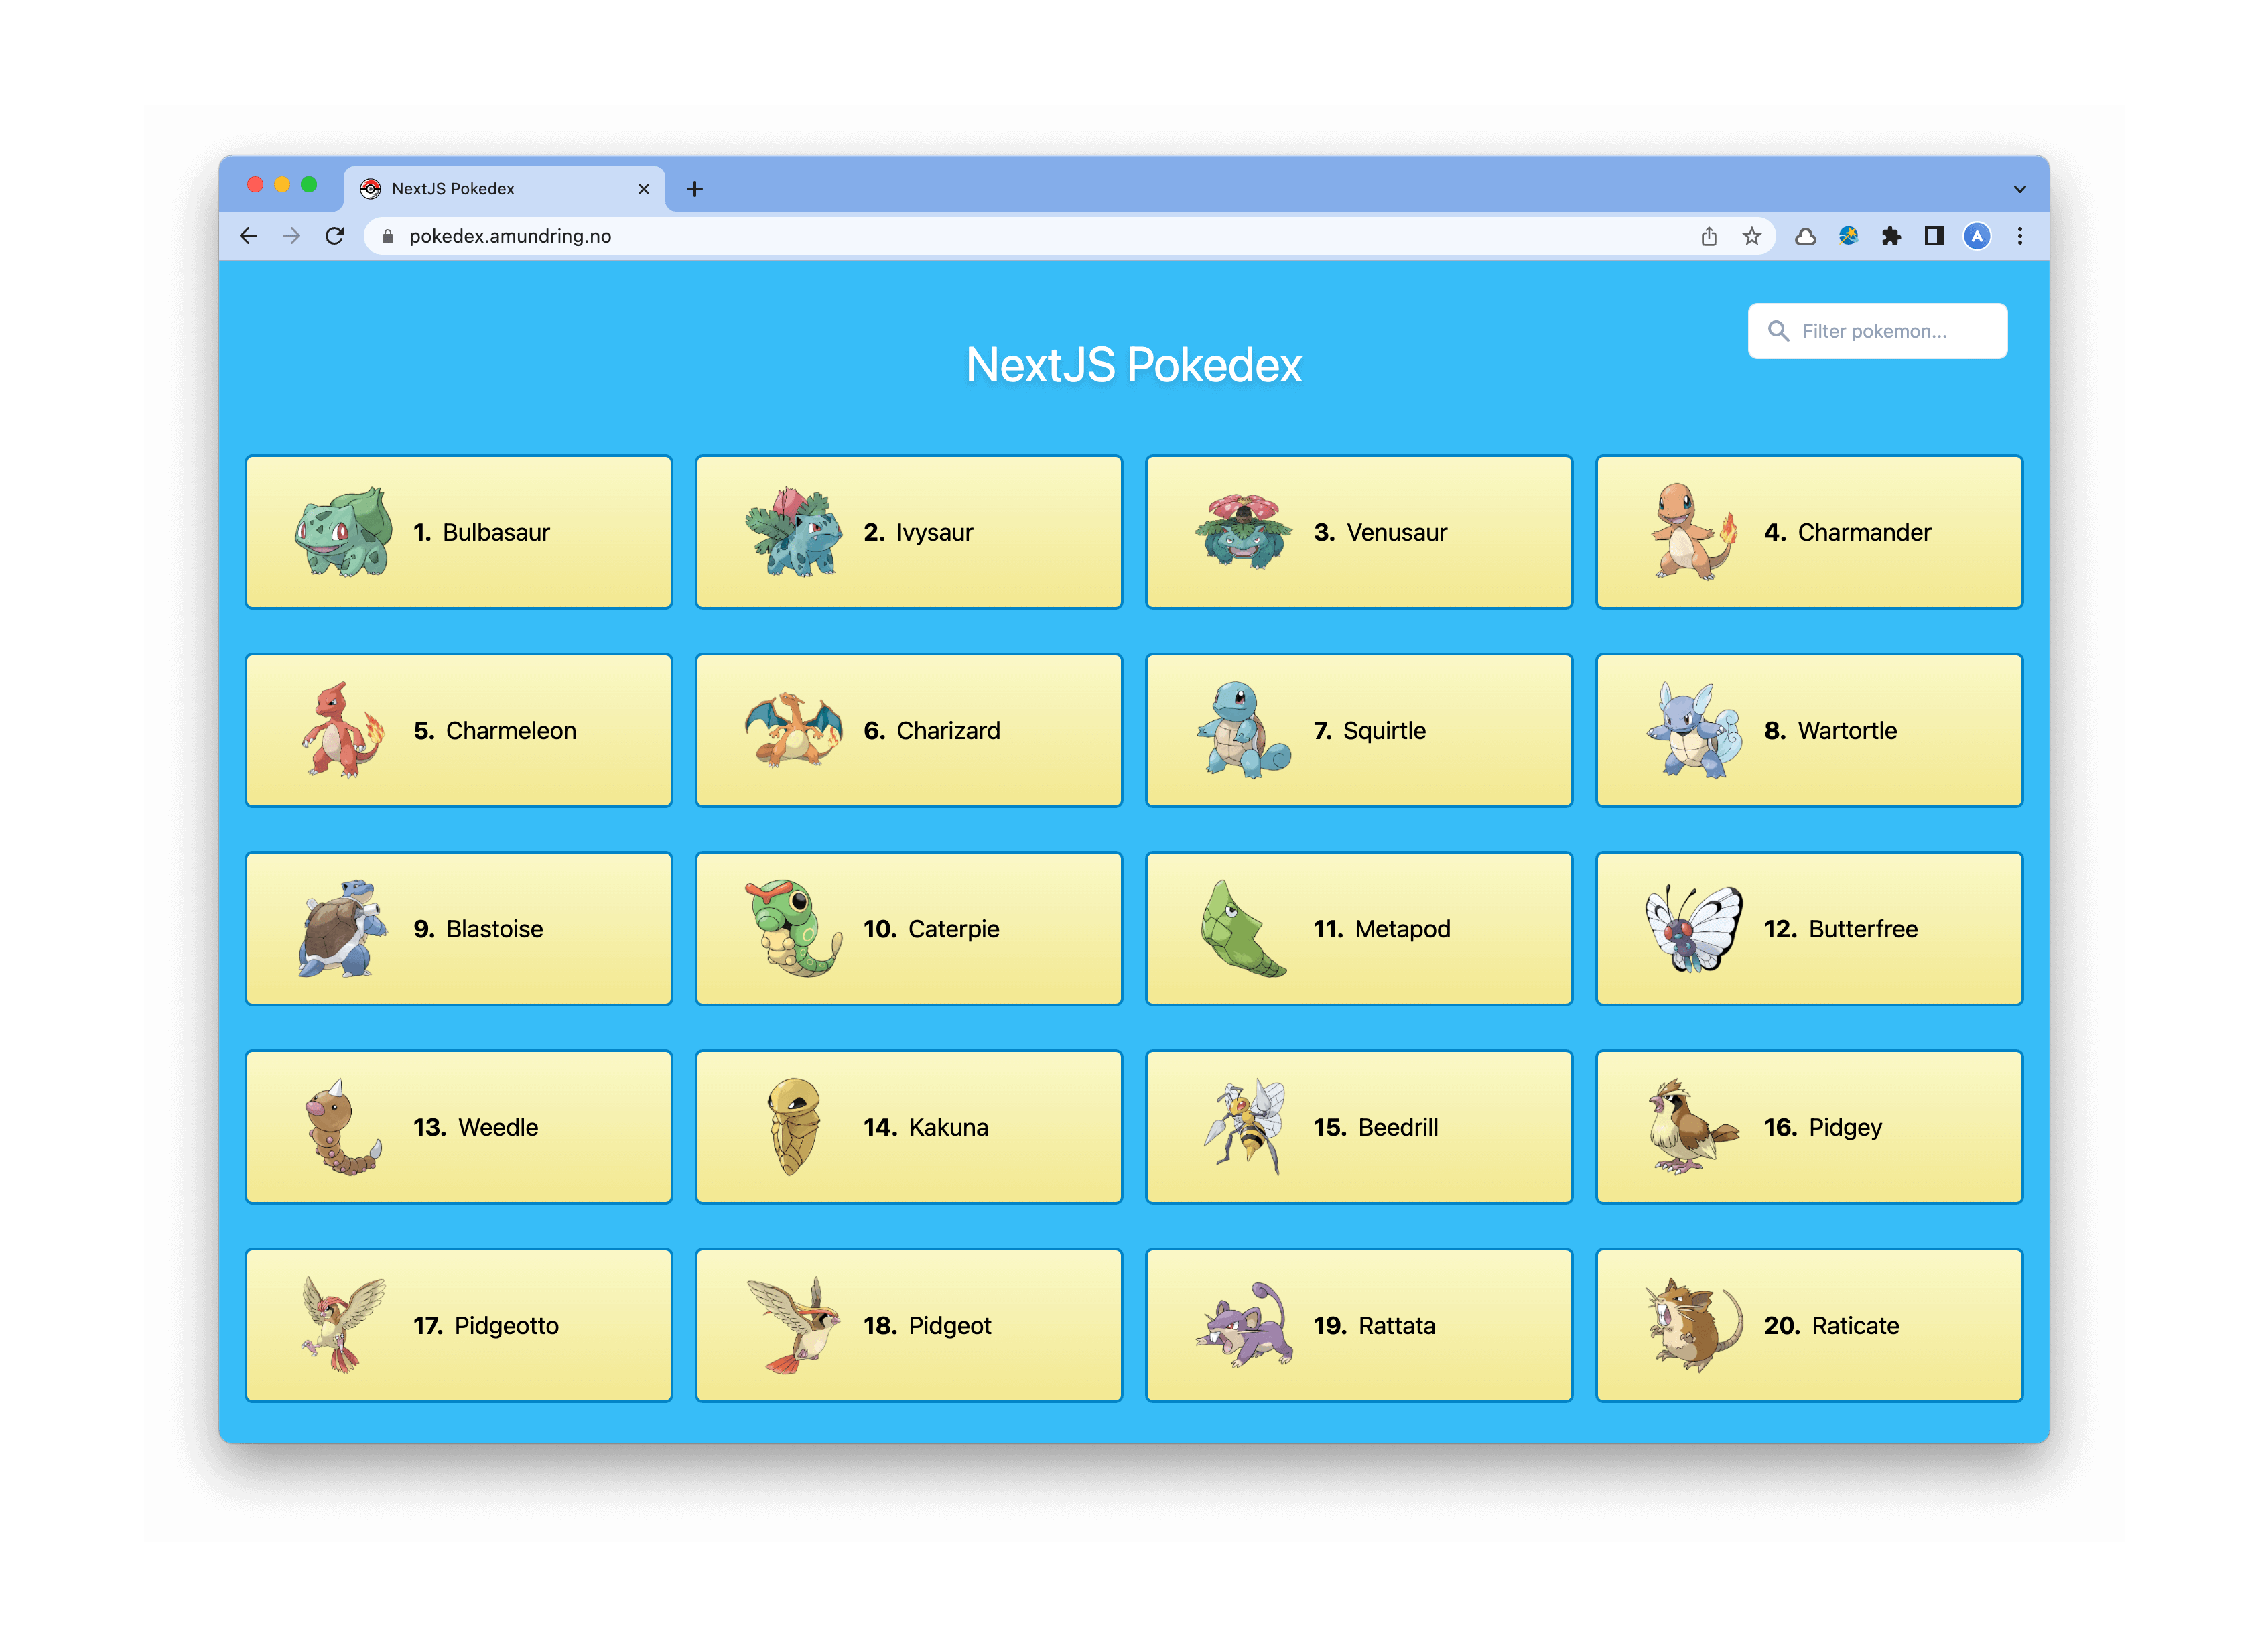 NextJS Pokedex
pokedex.amundring.no
A
Filter pokemon...
NextJS Pokedex
1. Bulbasaur
2. Ivysaur
3. Venusaur
4. Charmander
5. Charmeleon
6. Charizard
7. Squirtle
8. Wartortle
9. Blastoise
10. Caterpie
11. Metapod
12. Butterfree
13. Weedle
14. Kakuna
15. Beedrill
16. Pidgey
17. Pidgeotto
18. Pidgeot
19. Rattata
20. Raticate